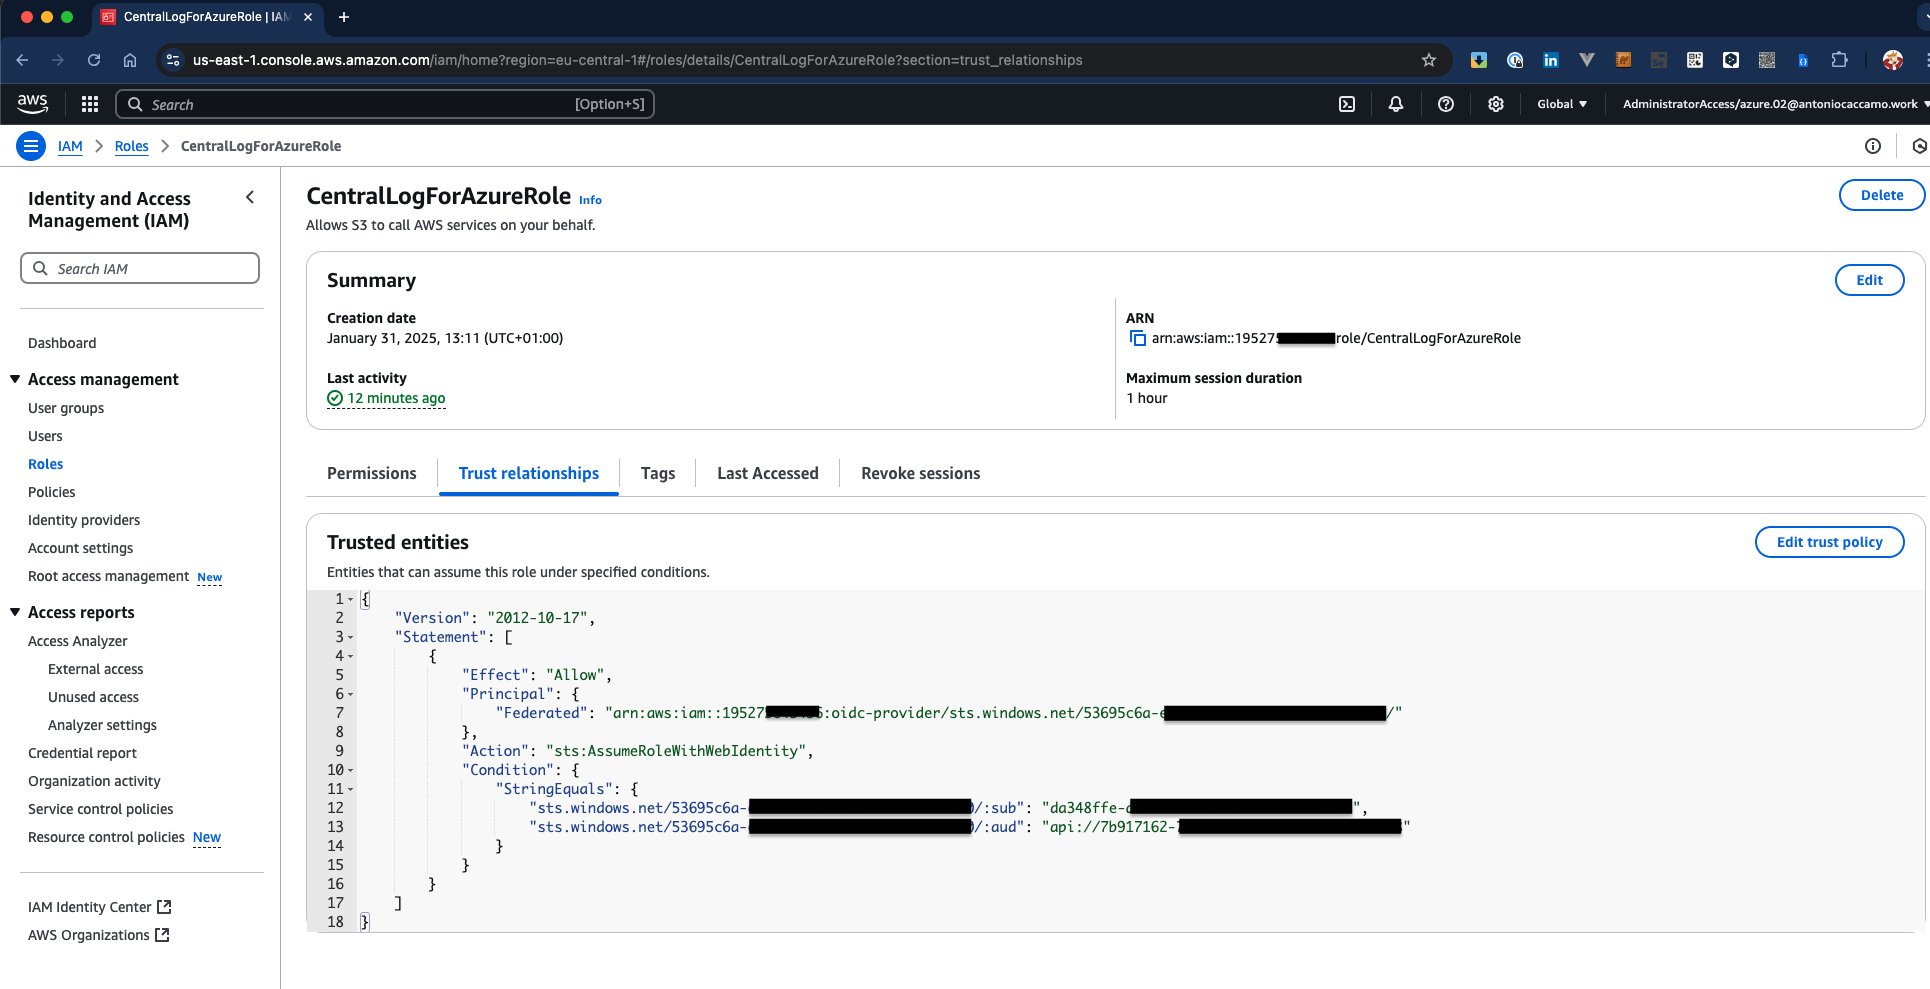 CentralLogForAzureRole | IAM
us-east-1.console.aws.amazon.com/iam/home?region=eu-central-1#/roles/details/CentralLogForAzureRole?section=trust_relationships
aws
Search [Option+S]
Global
AdministratorAccess/azure.02@antoniocaccamo.work
IAM
Roles
CentralLogForAzureRole
Identity and Access
Management (IAM)
Search IAM
Dashboard
Access management
User groups
Users
Roles
Policies
Identity providers
Account settings
Root access management New
Access reports
Access Analyzer
External access
Unused access
Analyzer settings
Credential report
Organization activity
Service control policies
Resource control policies New
IAM Identity Center
AWS Organizations
CentralLogForAzureRole Info
Allows S3 to call AWS services on your behalf.
Delete
Summary
Edit
Creation date
January 31, 2025, 13:11 (UTC+01:00)
Last activity
12 minutes ago
ARN
arn:aws:iam::19527 role/CentralLogForAzureRole
Maximum session duration
1 hour
Permissions
Trust relationships
Tags
Last Accessed
Revoke sessions
Trusted entities
Edit trust policy
Entities that can assume this role under specified conditions.
1 {
2 "Version": "2012-10-17",
3 "Statement": [
4 {
5 "Effect": "Allow",
6 "Principal": {
7 "Federated": "arn:aws:iam::19527 :oidc-provider/sts.windows.net/53695c6a- /"
8 },
9 "Action": "sts:AssumeRoleWithWebIdentity",
10 "Condition": {
11 "StringEquals": {
12 "sts.windows.net/53695c6a- /:sub": "da348ffe- ",
13 "sts.windows.net/53695c6a- /:aud": "api://7b917162- "
14 }
15 }
16 }
17 ]
18 }